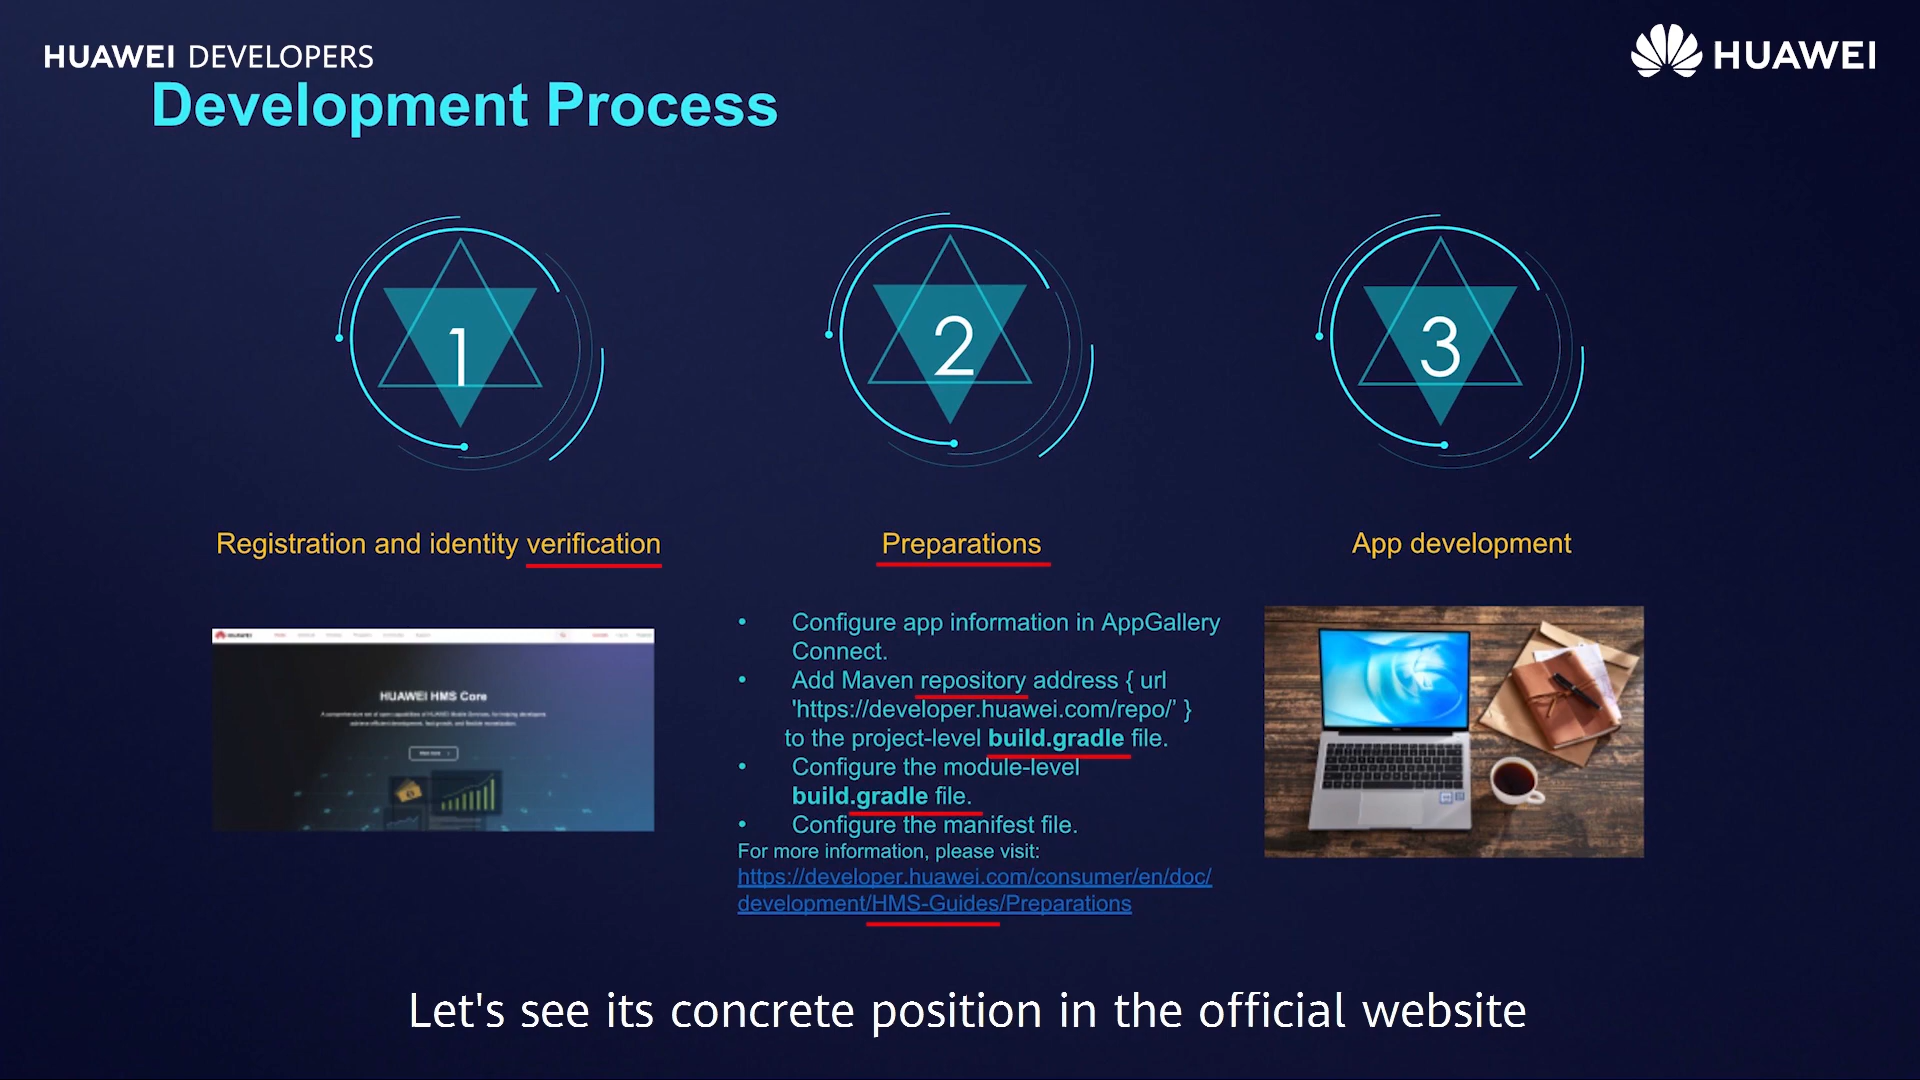 HUAWEI DEVELOPERS
HUAWEI
Development Process
1
2
3
Registration and identity verification
Preparations
App development
HUAWEI HMS Core
• Configure app information in AppGallery
Connect.
• Add Maven repository address { url
'https://developer.huawei.com/repo/’ }
to the project-level build.gradle file.
• Configure the module-level
build.gradle file.
• Configure the manifest file.
For more information, please visit:
https://developer.huawei.com/consumer/en/doc/
development/HMS-Guides/Preparations
Let's see its concrete position in the official website